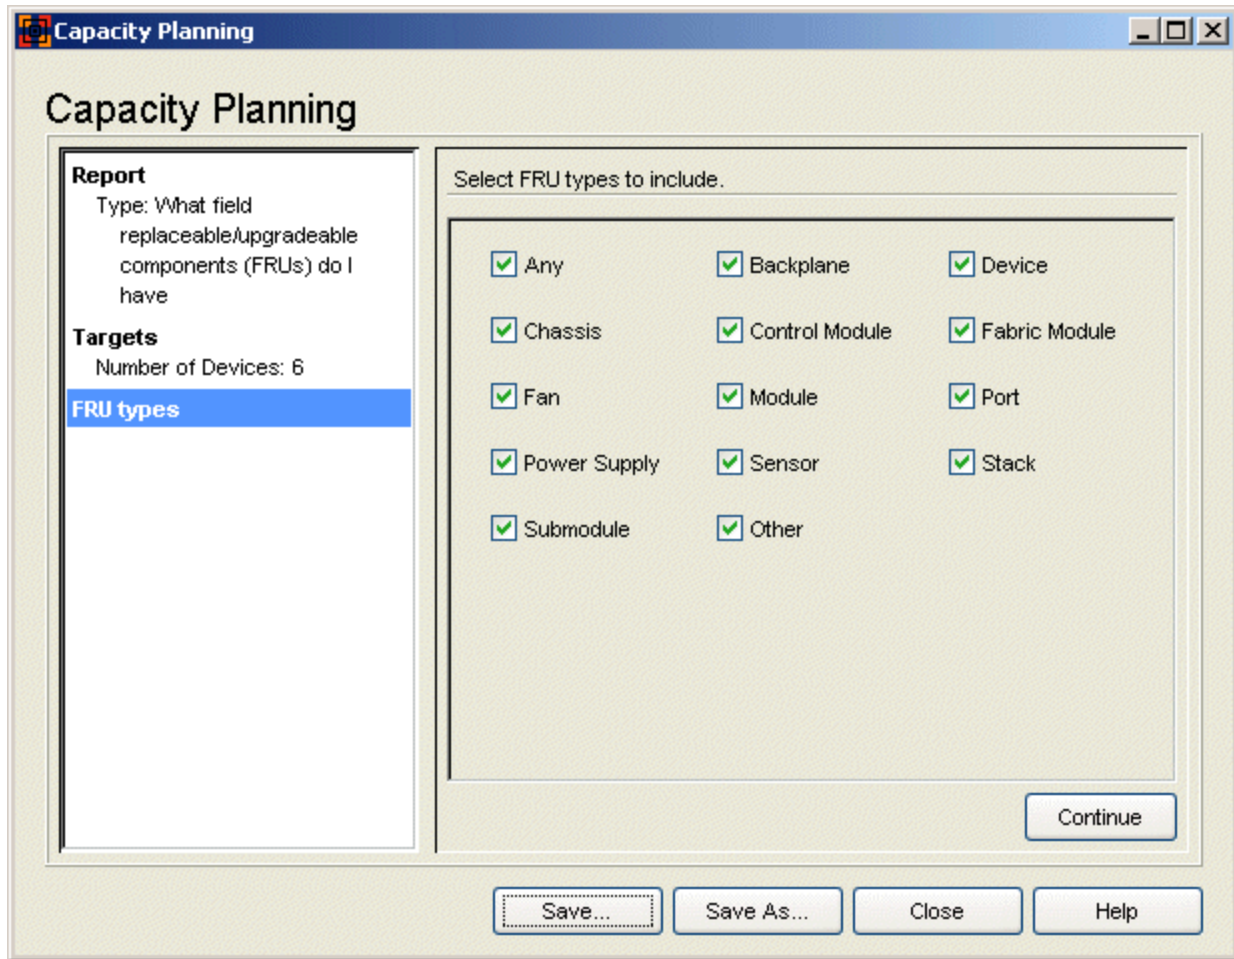 Capacity Planning
Capacity Planning
Report
Type: What field
replaceable/upgradeable
components (FRUs) do I
have
Targets
Number of Devices: 6
FRU types
Select FRU types to include.
Any Backplane Device
Chassis Control Module Fabric Module
Fan Module Port
Power Supply Sensor Stack
Submodule Other
Continue
Save... Save As... Close Help